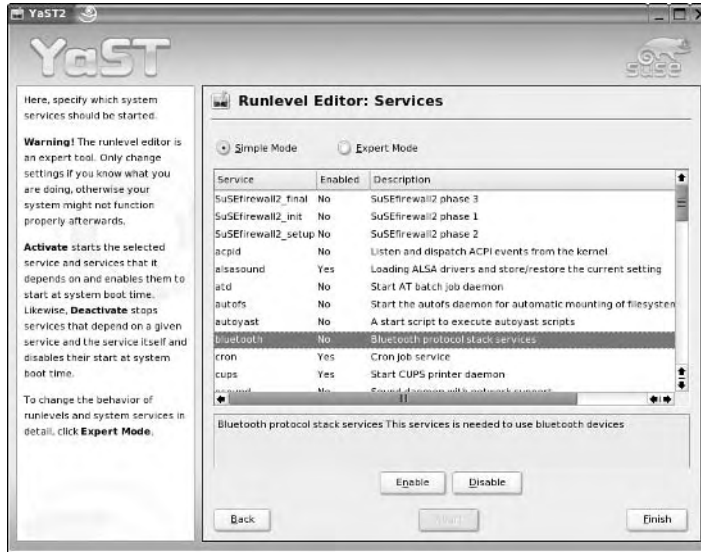 YaST2
YaST
SUSE
Here, specify which system
services should be started.
Warning! The runlevel editor is
an expert tool. Only change
settings if you know what you
are doing, otherwise your
system might not function
properly afterwards.
Activate starts the selected
service and services that it
depends on and enables them to
start at system boot time.
Likewise, Deactivate stops
services that depend on a given
service and the service itself and
disables their start at system
boot time.
To change the behavior of
runlevels and system services in
detail, click Expert Mode.
Runlevel Editor: Services
Simple Mode Expert Mode
Service Enabled Description
SuSEfirewall2_final No SuSEfirewall2 phase 3
SuSEfirewall2_init No SuSEfirewall2 phase 1
SuSEfirewall2_setup No SuSEfirewall2 phase 2
acpid No Listen and dispatch ACPI events from the kernel
alsasound Yes Loading ALSA drivers and store/restore the current setting
atd No Start AT batch job daemon
autofs No Start the autofs daemon for automatic mounting of filesystem
autoyast No A start script to execute autoyast scripts
bluetooth No Bluetooth protocol stack services
cron Yes Cron job service
cups Yes Start CUPS printer daemon
esound No Sound daemon with network support
Bluetooth protocol stack services This services is needed to use bluetooth devices
Enable Disable
Back Abort Finish